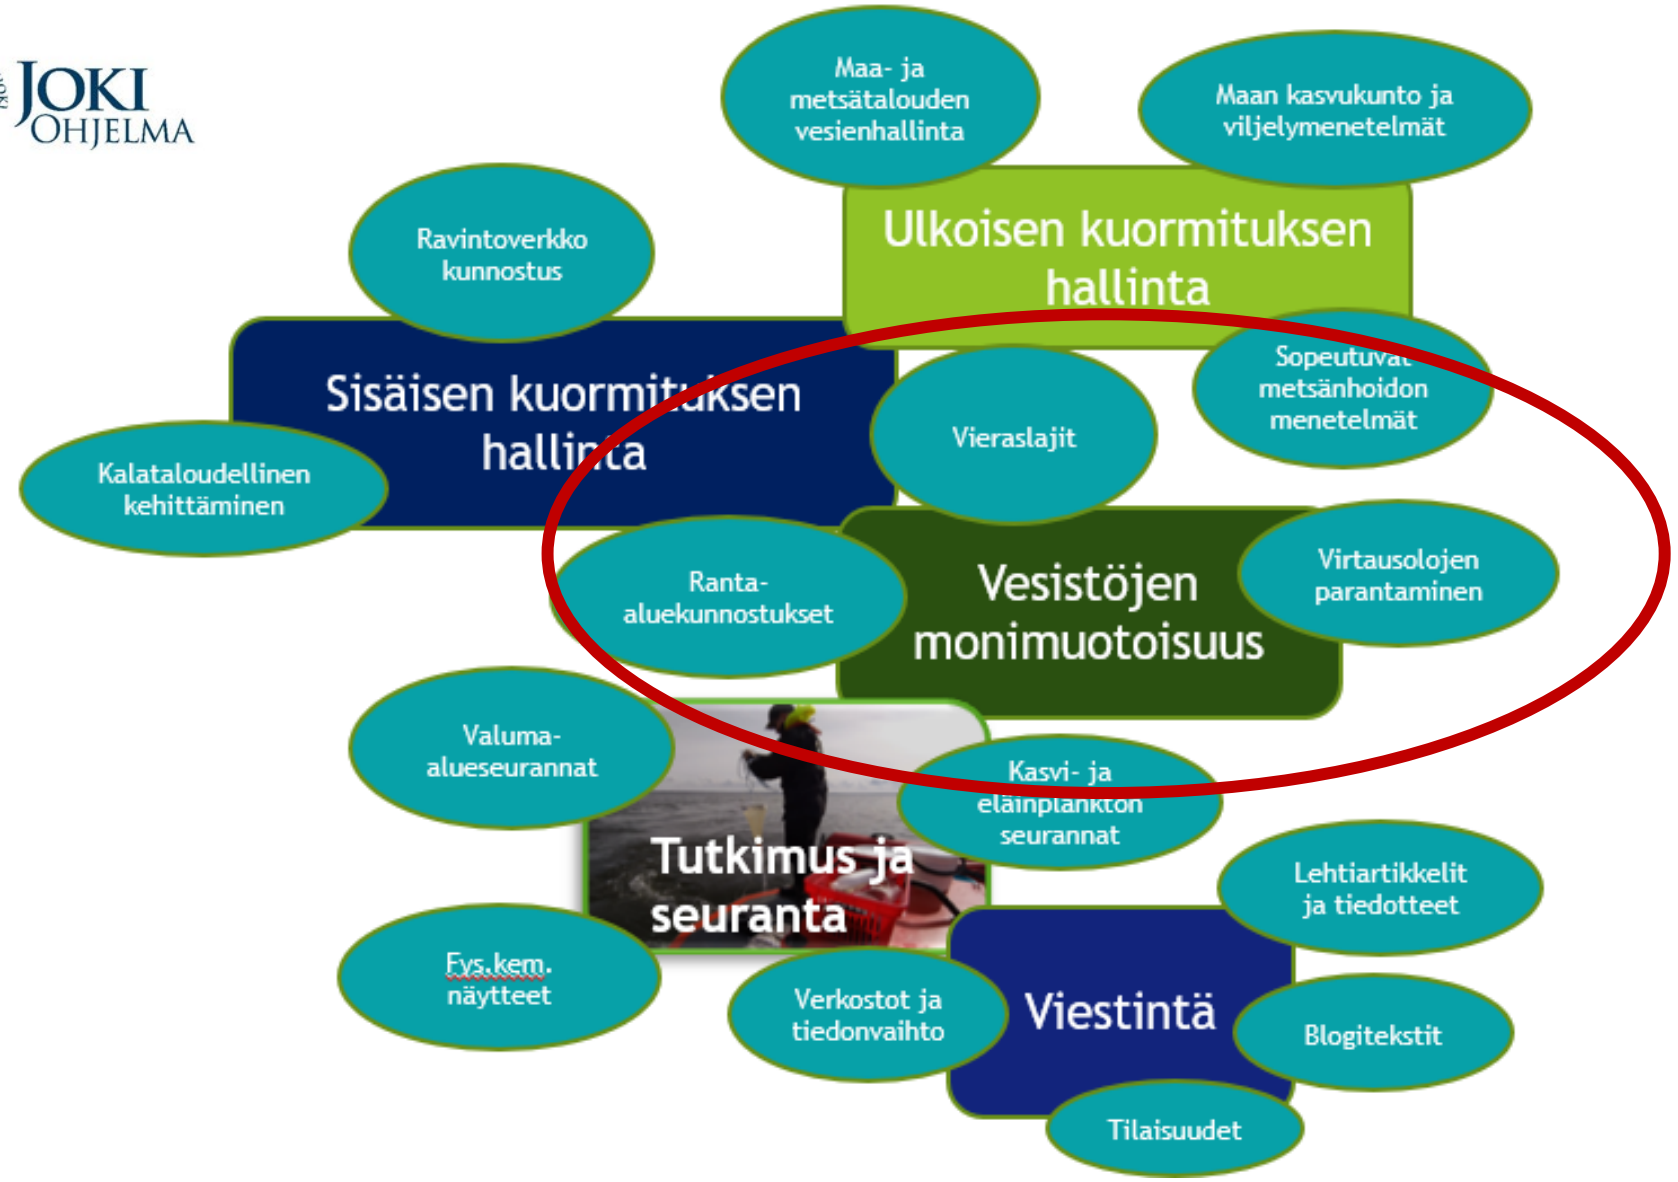 JOKI
OHJELMA
Maa- ja
metsätalouden
vesienhallinta
Maan kasvukunto ja
viljelymenetelmät
Ravintoverkko
kunnostus
Ulkoisen kuormituksen
hallinta
Sisäisen kuormituksen
hallinta
Sopeutuvat
metsänhoidon
menetelmät
Vieraslajit
Kalataloudellinen
kehittäminen
Ranta-
aluekunnostukset
Vesistöjen
monimuotoisuus
Virtausolojen
parantaminen
Valuma-
alueseurannat
Kasvi- ja
eläinplankton
seurannat
Tutkimus ja
seuranta
Lehtiartikkelit
ja tiedotteet
Fys.kem.
näytteet
Verkostot ja
tiedonvaihto
Viestintä
Blogitekstit
Tilaisuudet